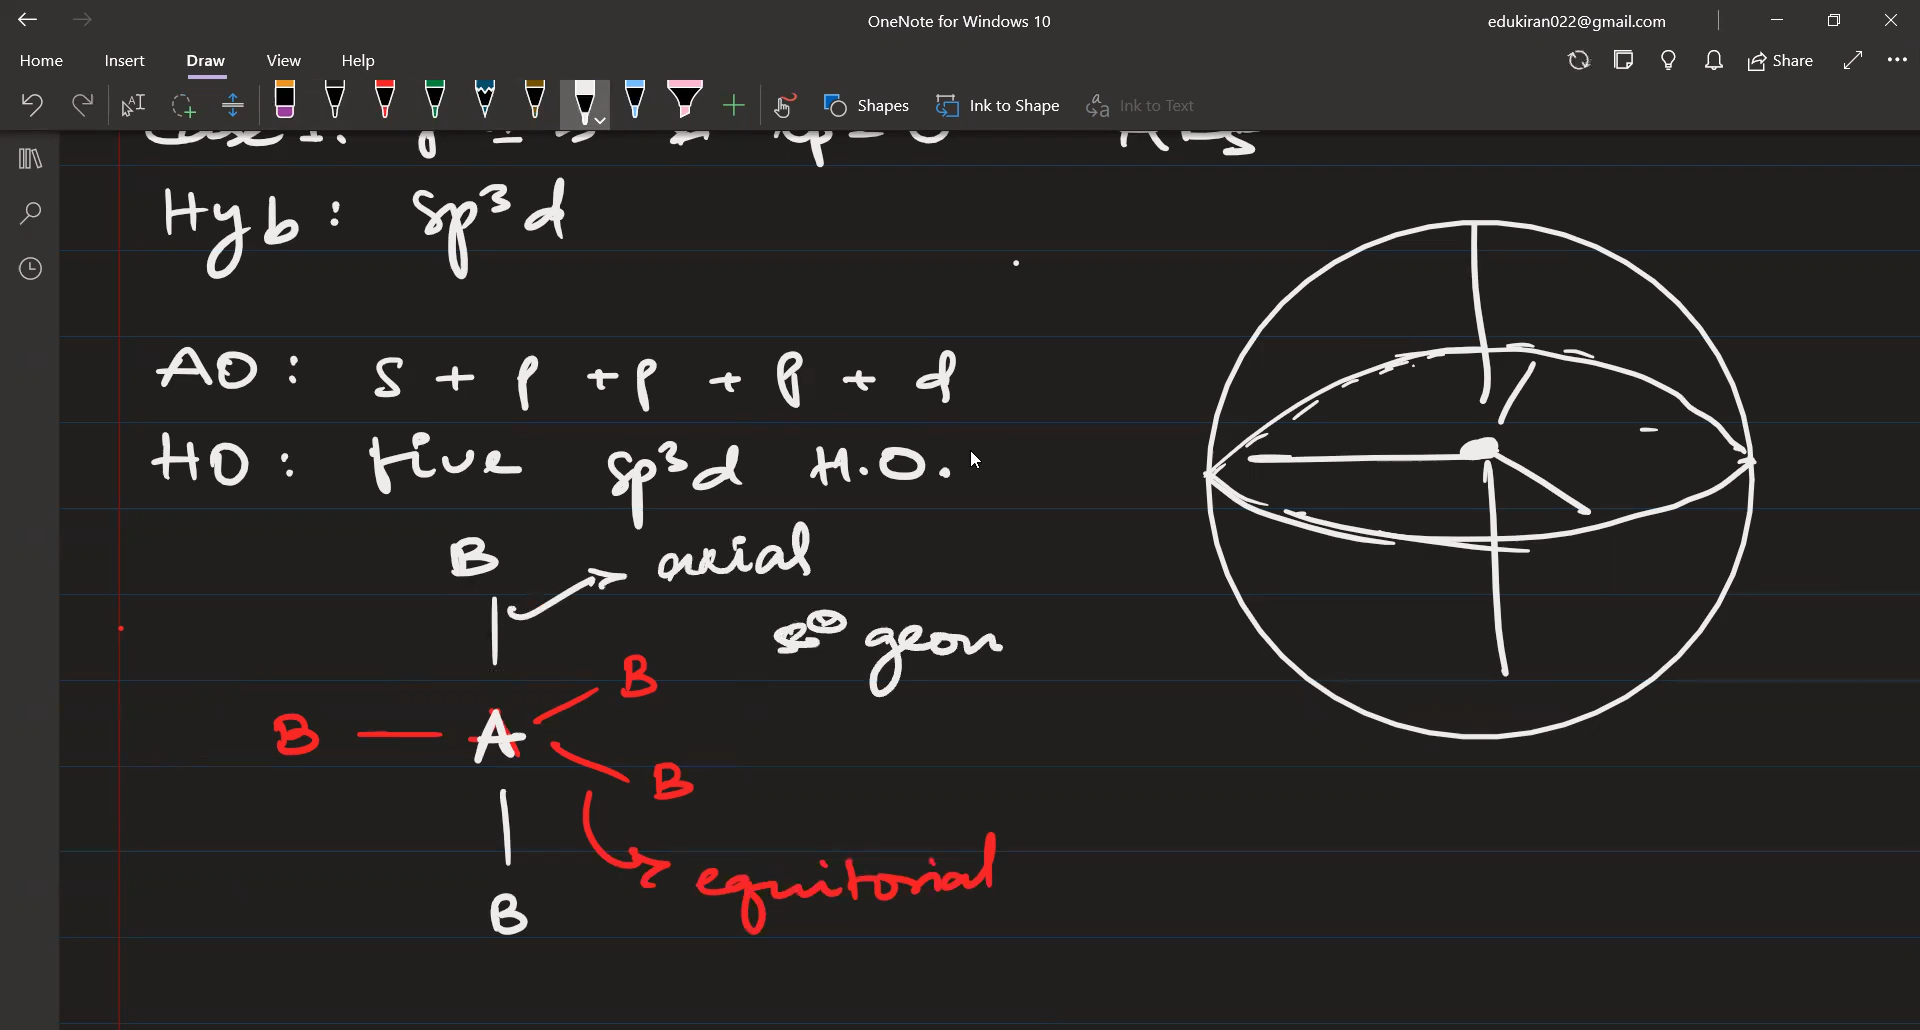 OneNote for Windows 10
edukiran022@gmail.com
Home Insert Draw View Help
Share
Shapes Ink to Shape Ink to Text
Hyb : sp³d
AO : s + p + p + p + d
HO : five sp³d H.O.
B
axial
geom
B
B A
B
equitorial
B